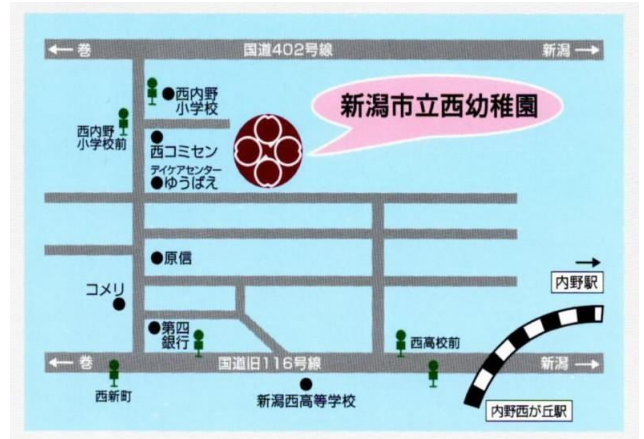 ← 巻
国道402号線
新潟 →
西内野
小学校
新潟市立西幼稚園
西内野
小学校前
西コミセン
デイケアセンター
ゆうばえ
原信
→
内野駅
コメリ
第四
銀行
西高校前
← 巻
国道旧116号線
新潟 →
西新町
新潟西高等学校
内野西が丘駅